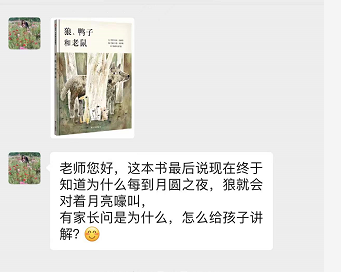 狼、鸭子
和老鼠
老师您好，这本书最后说现在终于
知道为什么每到月圆之夜，狼就会
对着月亮嚎叫，
有家长问是为什么，怎么给孩子讲
解？